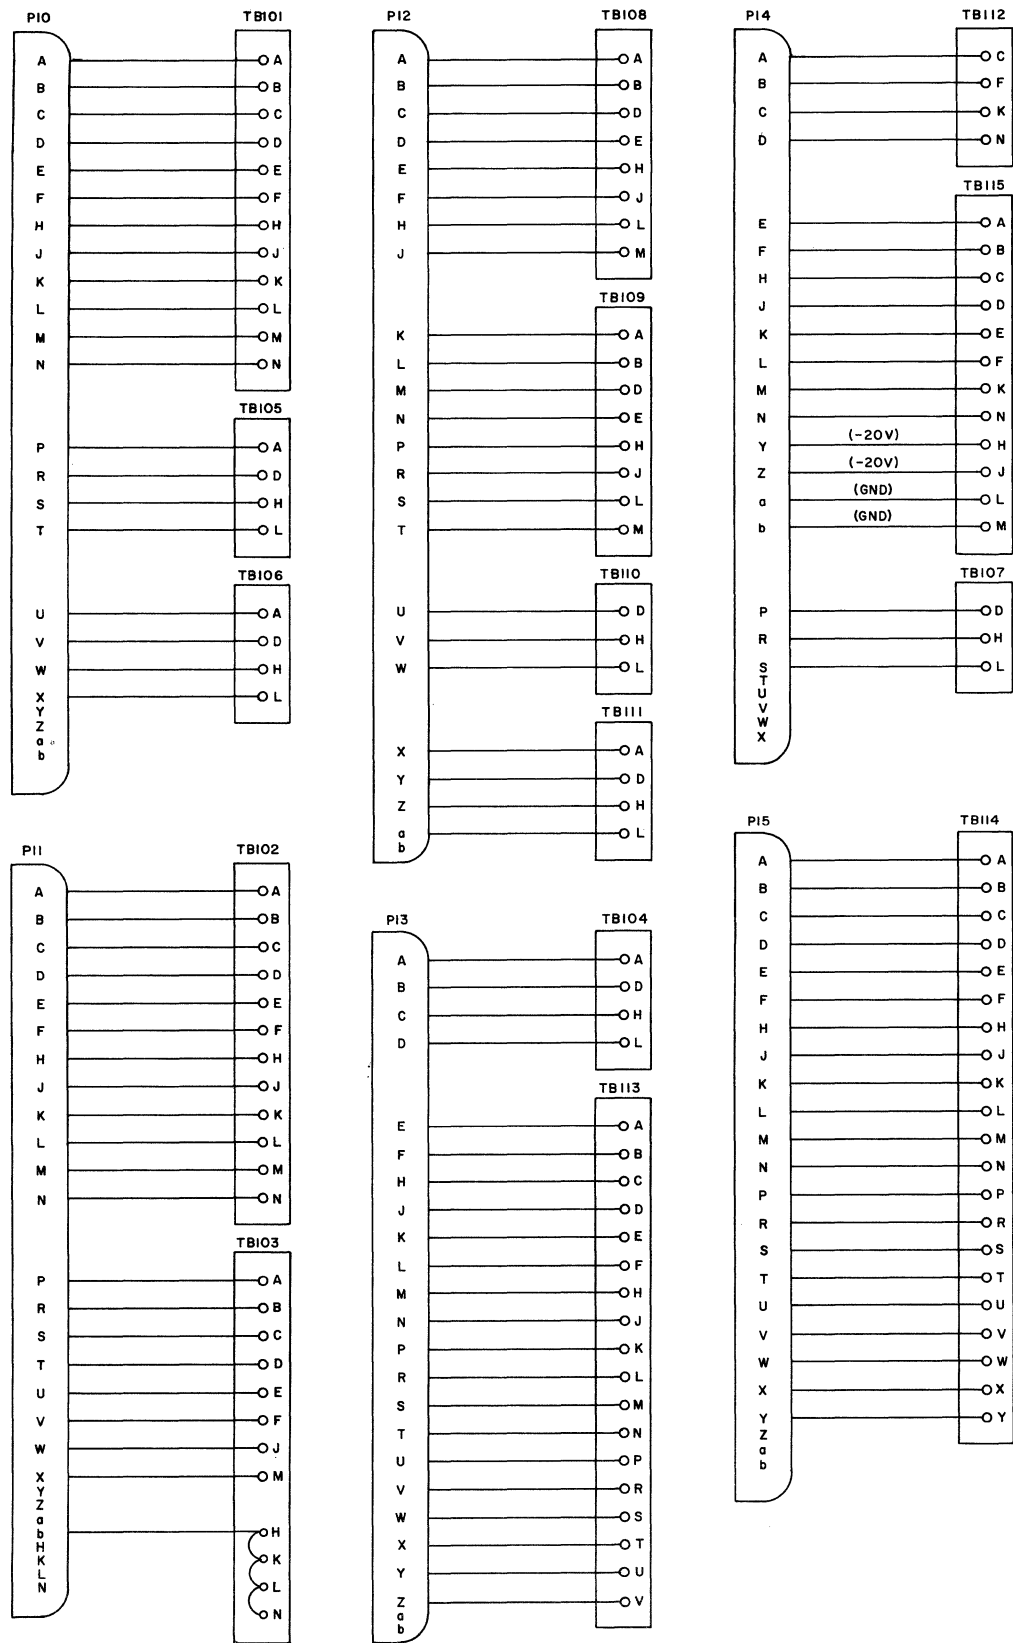 P10 TB101
A A
B B
C C
D D
E E
F F
H H
J J
K K
L L
M M
N N
TB105
P A
R D
S H
T L
TB106
U A
V D
W H
X L
Y
Z
a
b
P11 TB102
A A
B B
C C
D D
E E
F F
H H
J J
K K
L L
M M
N N
TB103
P A
R B
S C
T D
U E
V F
W J
X M
Y
Z
a
b H
H
K K
L L
N N
P12 TB108
A A
B B
C D
D E
E H
F J
H L
J M
TB109
K A
L B
M D
N E
P H
R J
S L
T M
TB110
U D
V H
W L
TB111
X A
Y D
Z H
a L
b
P13 TB104
A A
B D
C H
D L
TB113
E A
F B
H C
J D
K E
L F
M H
N J
P K
R L
S M
T N
U P
V R
W S
X T
Y U
Z V
a
b
P14 TB112
A C
B F
C K
D N
TB115
E A
F B
H C
J D
K E
L F
M K
N N
Y (-20V) H
Z (-20V) J
a (GND) L
b (GND) M
TB107
P D
R H
S L
T
U
V
W
X
P15 TB114
A A
B B
C C
D D
E E
F F
H H
J J
K K
L L
M M
N N
P P
R R
S S
T T
U U
V V
W W
X X
Y Y
Z
a
b